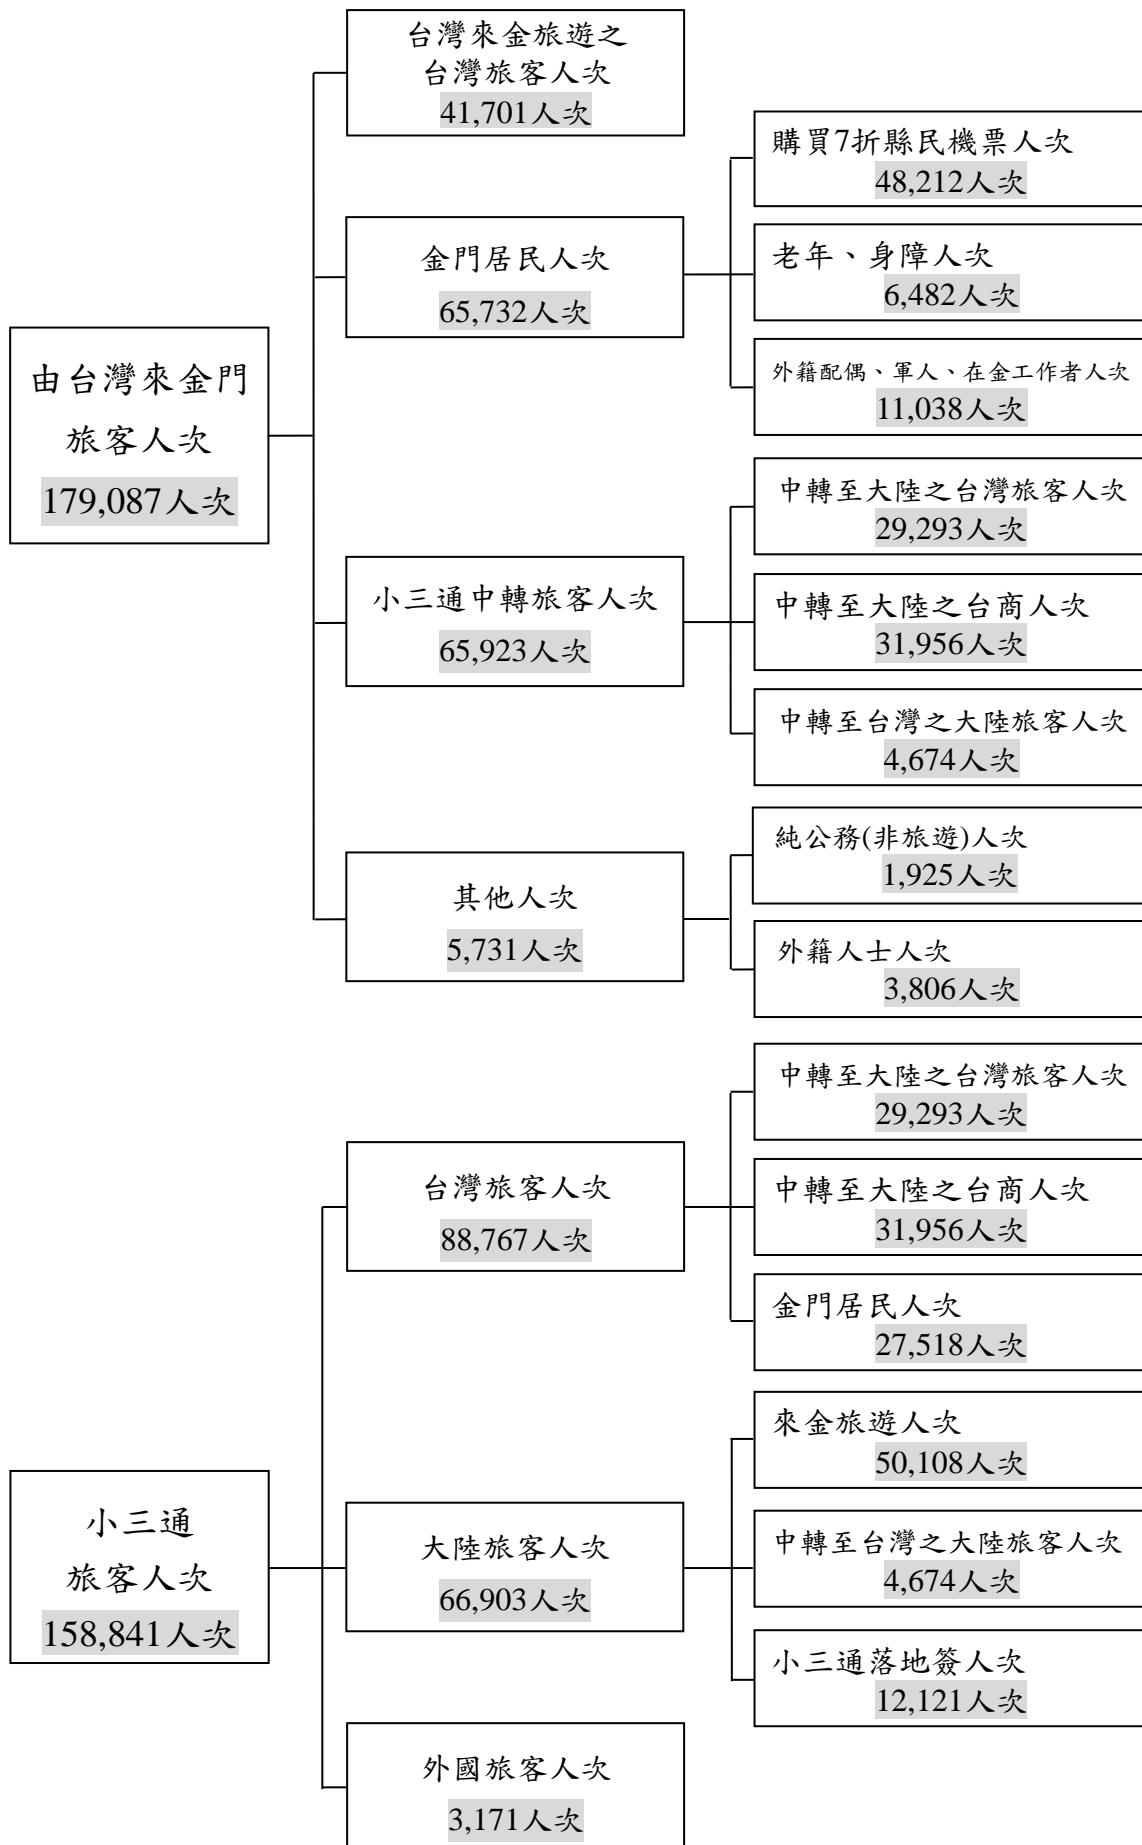 台灣來金旅遊之
台灣旅客人次
41,701人次
購買7折縣民機票人次
48,212人次
金門居民人次
65,732人次
老年、身障人次
6,482人次
外籍配偶、軍人、在金工作者人次
11,038人次
由台灣來金門
旅客人次
179,087人次
中轉至大陸之台灣旅客人次
29,293人次
小三通中轉旅客人次
65,923人次
中轉至大陸之台商人次
31,956人次
中轉至台灣之大陸旅客人次
4,674人次
純公務(非旅遊)人次
1,925人次
其他人次
5,731人次
外籍人士人次
3,806人次
中轉至大陸之台灣旅客人次
29,293人次
台灣旅客人次
88,767人次
中轉至大陸之台商人次
31,956人次
金門居民人次
27,518人次
來金旅遊人次
50,108人次
小三通
旅客人次
158,841人次
大陸旅客人次
66,903人次
中轉至台灣之大陸旅客人次
4,674人次
小三通落地簽人次
12,121人次
外國旅客人次
3,171人次